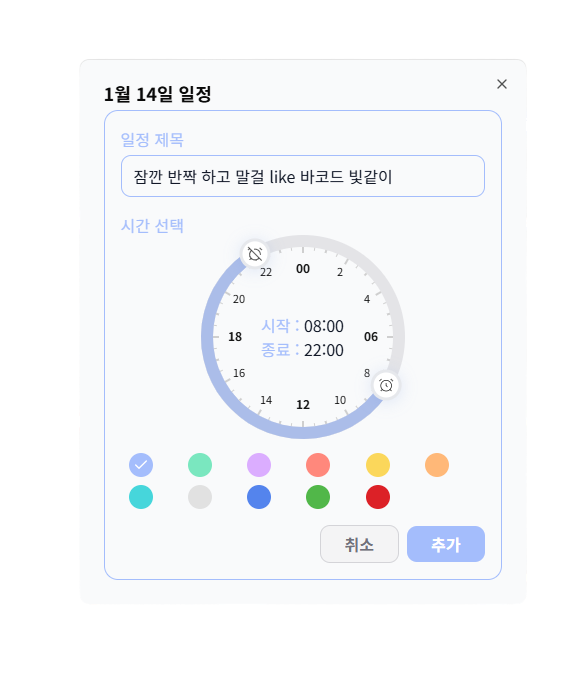 1월 14일 일정
일정 제목
잠깐 반짝 하고 말걸 like 바코드 빛같이
시간 선택
00
22
2
20
4
시작 : 08:00
18
06
종료 : 22:00
16
8
14
10
12
취소
추가